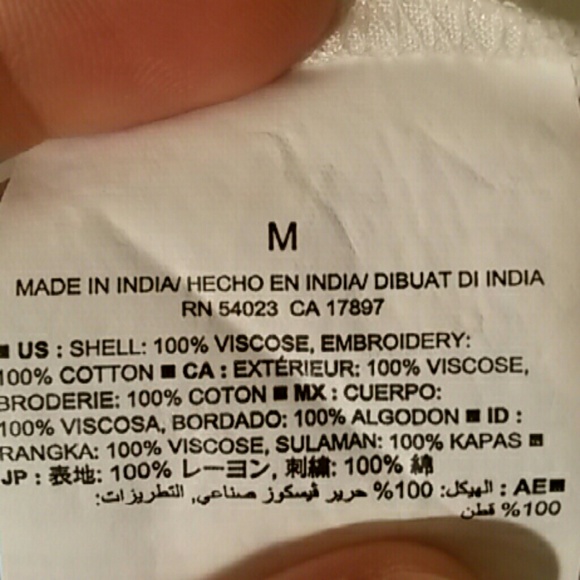 M
MADE IN INDIA/ HECHO EN INDIA/ DIBUAT DI INDIA
RN 54023 CA 17897
■ US : SHELL: 100% VISCOSE, EMBROIDERY:
100% COTTON ■ CA : EXTÉRIEUR: 100% VISCOSE,
BRODERIE: 100% COTON ■ MX : CUERPO:
100% VISCOSA, BORDADO: 100% ALGODON ■ ID :
RANGKA: 100% VISCOSE, SULAMAN: 100% KAPAS ■
JP : 表地: 100% レーヨン, 刺繍: 100% 綿
■AE : الهيكل: 100% حرير ڤيسكوز صناعي, التطريزات:
100% قطن